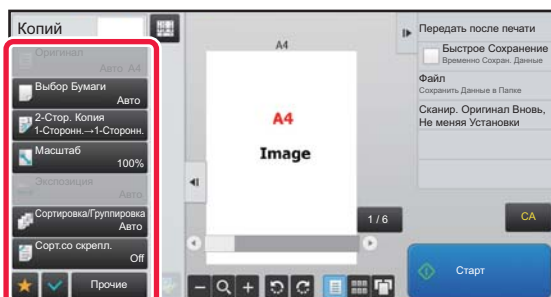 Копий
Оригинал
Авто A4
Выбор Бумаги
Авто
2-Стор. Копия
1-Сторонн.→1-Сторонн.
Масштаб
100%
Экспозиция
Авто
Сортировка/Группировка
Авто
Сорт.со скрепл.
Off
Прочие
A4
A4
Image
1 / 6
Передать после печати
Быстрое Сохранение
Временно Сохран. Данные
Файл
Сохранить Данные в Папке
Сканир. Оригинал Вновь,
Не меняя Установки
CA
Старт